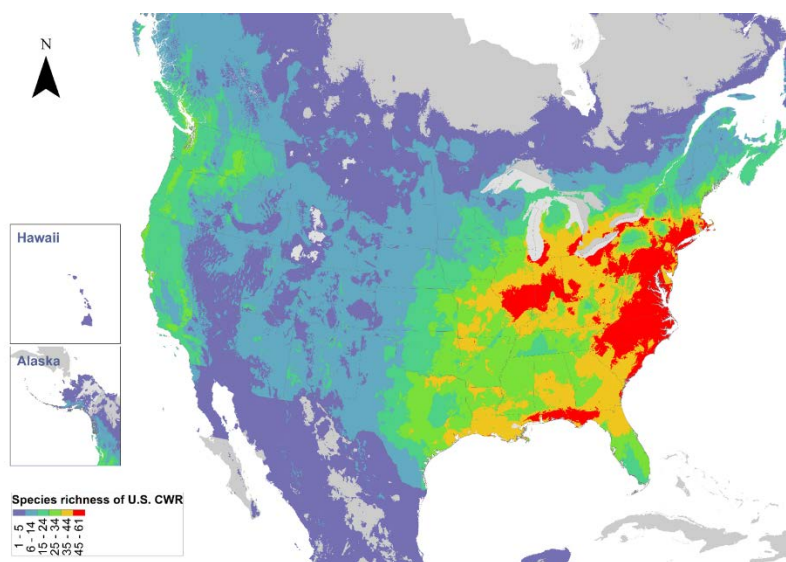 N
Hawaii
Alaska
Species richness of U.S. CWR
1 - 5
6 - 14
15 - 24
25 - 34
35 - 44
45 - 61